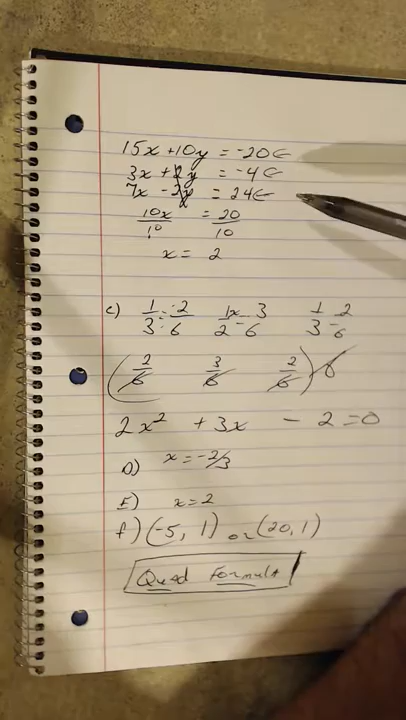 15x + 10y = -20 ←
3x + 2y = -4 ←
7x - 2y = 24 ←
10x/10 = 20/10
x = 2
c) 1/3 = 2/6 1x/2 = 3/6 1/3 = 2/6
(2/6 3/6 2/6) 6
2x² + 3x - 2 = 0
D) x = -2/3
E) x = 2
f) (-5, 1) or (20, 1)
Quad Formula